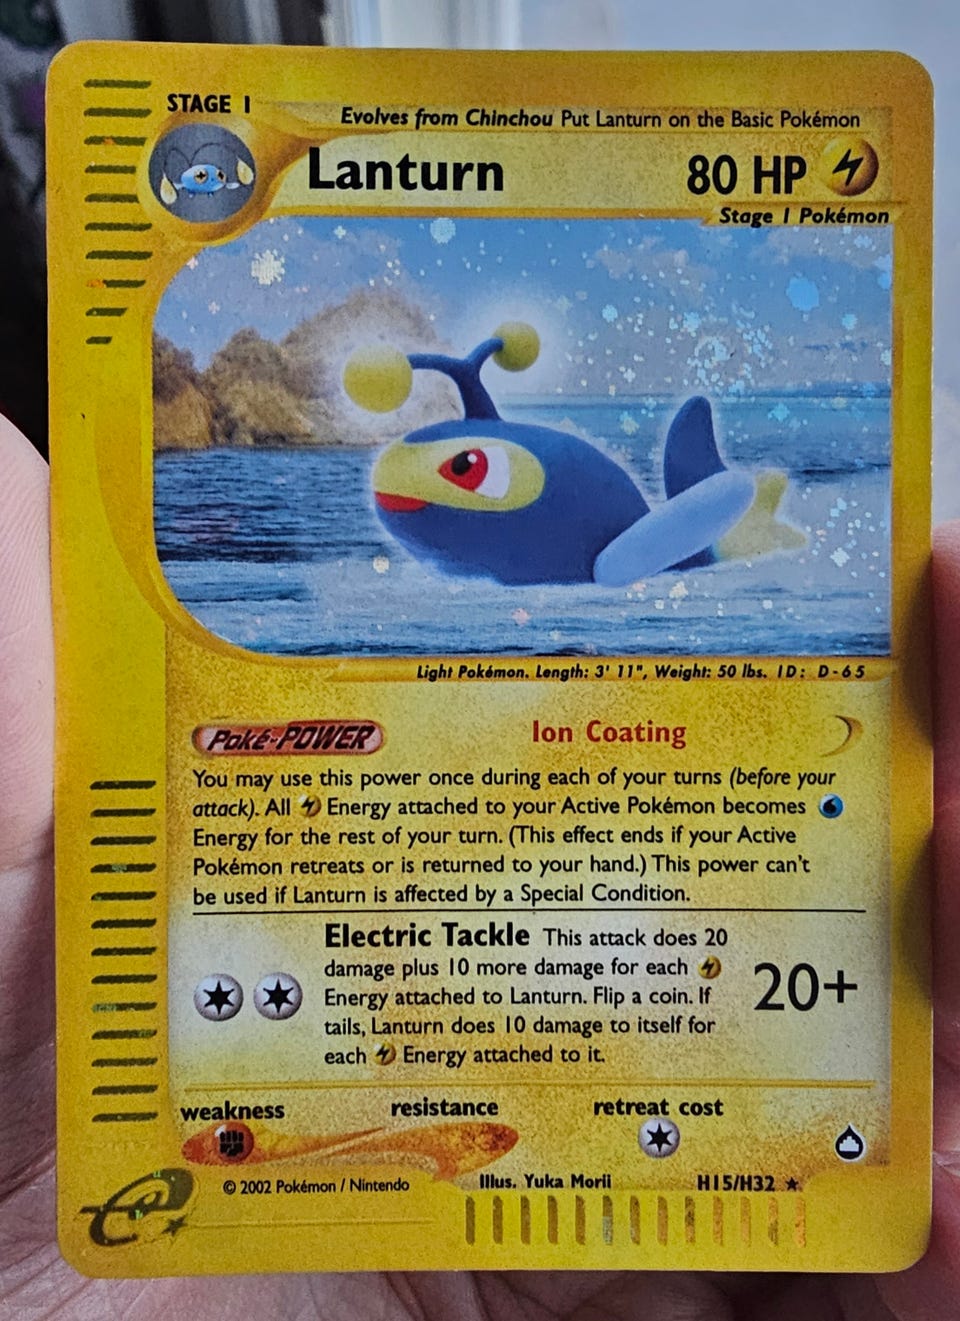 STAGE 1
Evolves from Chinchou Put Lanturn on the Basic Pokémon
Lanturn
80 HP
Stage 1 Pokémon
Light Pokémon. Length: 3' 11", Weight: 50 lbs. ID: D-65
Poké-POWER
Ion Coating
You may use this power once during each of your turns (before your
attack). All Energy attached to your Active Pokémon becomes
Energy for the rest of your turn. (This effect ends if your Active
Pokémon retreats or is returned to your hand.) This power can't
be used if Lanturn is affected by a Special Condition.
Electric Tackle This attack does 20
damage plus 10 more damage for each
Energy attached to Lanturn. Flip a coin. If
tails, Lanturn does 10 damage to itself for
each Energy attached to it.
20+
weakness
resistance
retreat cost
e
© 2002 Pokémon / Nintendo
Illus. Yuka Morii
H15/H32 ★